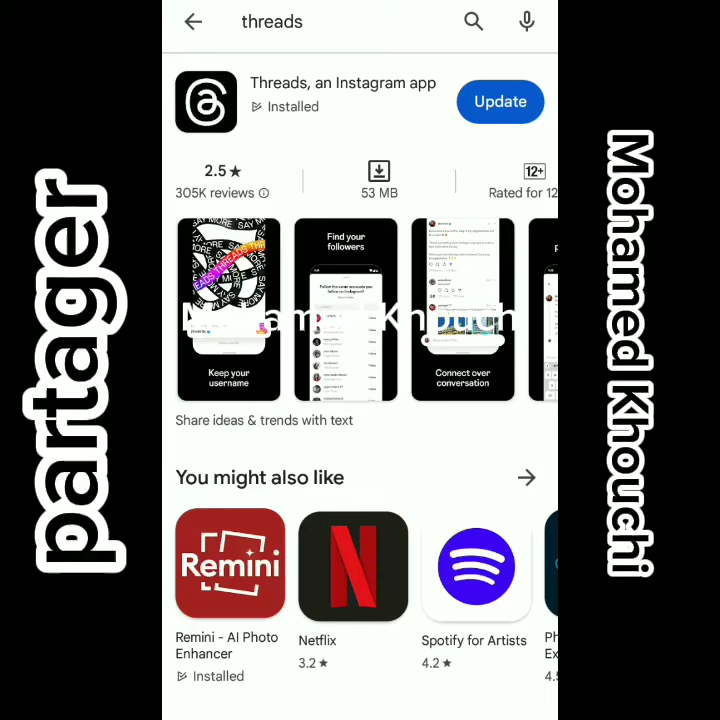 threads
Threads, an Instagram app
Installed
Update
2.5★
305K reviews
53 MB
12+
Rated for 12
SAY MORE
Find your
followers
Keep your
username
Connect over
conversation
Share ideas & trends with text
You might also like
Remini
Remini - AI Photo
Enhancer
Installed
Netflix
3.2★
Spotify for Artists
4.2★
partager
Mohamed Khouchi